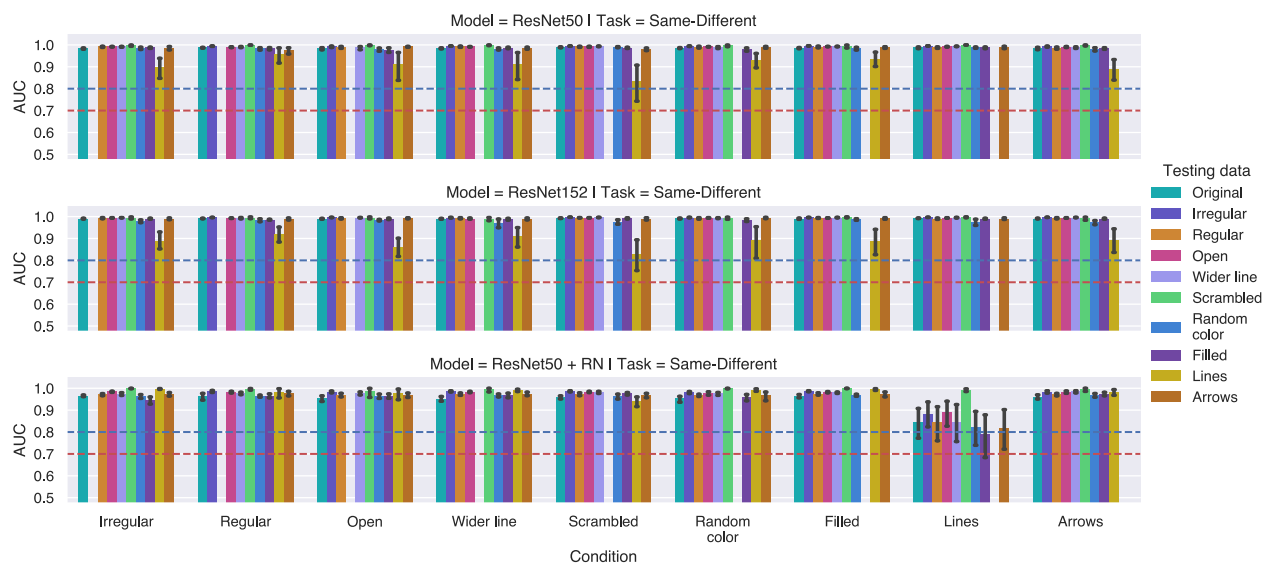 Model = ResNet50 I Task = Same-Different
1.0
0.9
0.8
0.7
0.6
0.5
AUC
Model = ResNet152 I Task = Same-Different
1.0
0.9
0.8
0.7
0.6
0.5
AUC
Model = ResNet50 + RN I Task = Same-Different
1.0
0.9
0.8
0.7
0.6
0.5
AUC
Irregular
Regular
Open
Wider line
Scrambled
Random
color
Filled
Lines
Arrows
Condition
Testing data
Original
Irregular
Regular
Open
Wider line
Scrambled
Random
color
Filled
Lines
Arrows